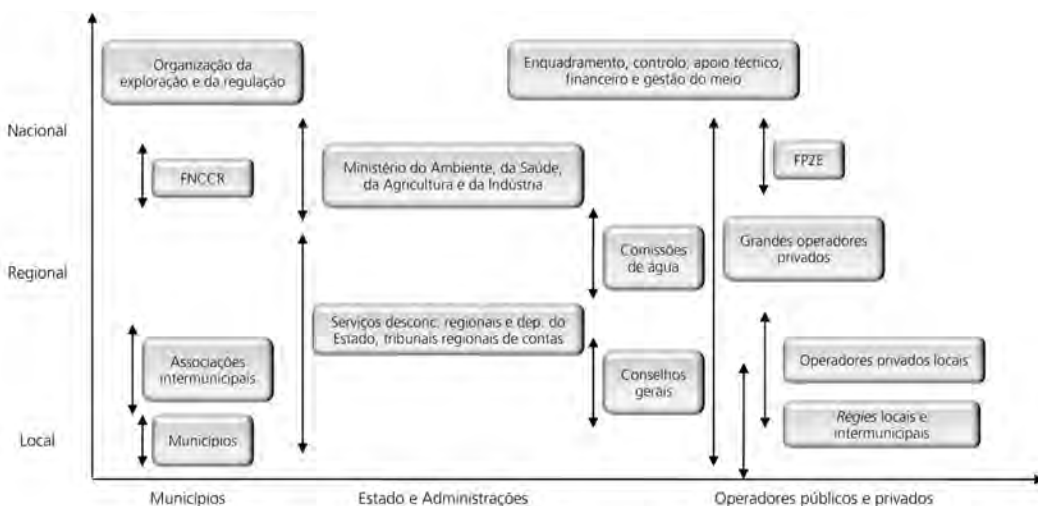 Organização da
exploração e da regulação
Enquadramento, controlo, apoio técnico,
financeiro e gestão do meio
Nacional
FNCCR
Ministério do Ambiente, da Saúde,
da Agricultura e da Indústria
FP2E
Regional
Comissões
de água
Grandes operadores
privados
Serviços desconc. regionais e dep. do
Estado, tribunais regionais de contas
Associações
intermunicipais
Conselhos
gerais
Operadores privados locais
Local
Municípios
Régies locais e
intermunicipais
Municípios
Estado e Administrações
Operadores públicos e privados